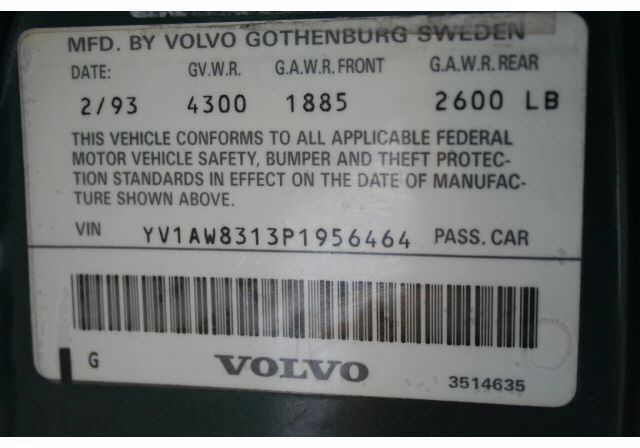 MFD. BY VOLVO GOTHENBURG SWEDEN
DATE: GV.W.R. G.A.W.R. FRONT G.A.W.R. REAR
2/93 4300 1885 2600 LB
THIS VEHICLE CONFORMS TO ALL APPLICABLE FEDERAL
MOTOR VEHICLE SAFETY, BUMPER AND THEFT PROTEC-
TION STANDARDS IN EFFECT ON THE DATE OF MANUFAC-
TURE SHOWN ABOVE.
VIN YV1AW8313P1956464 PASS. CAR
G VOLVO 3514635